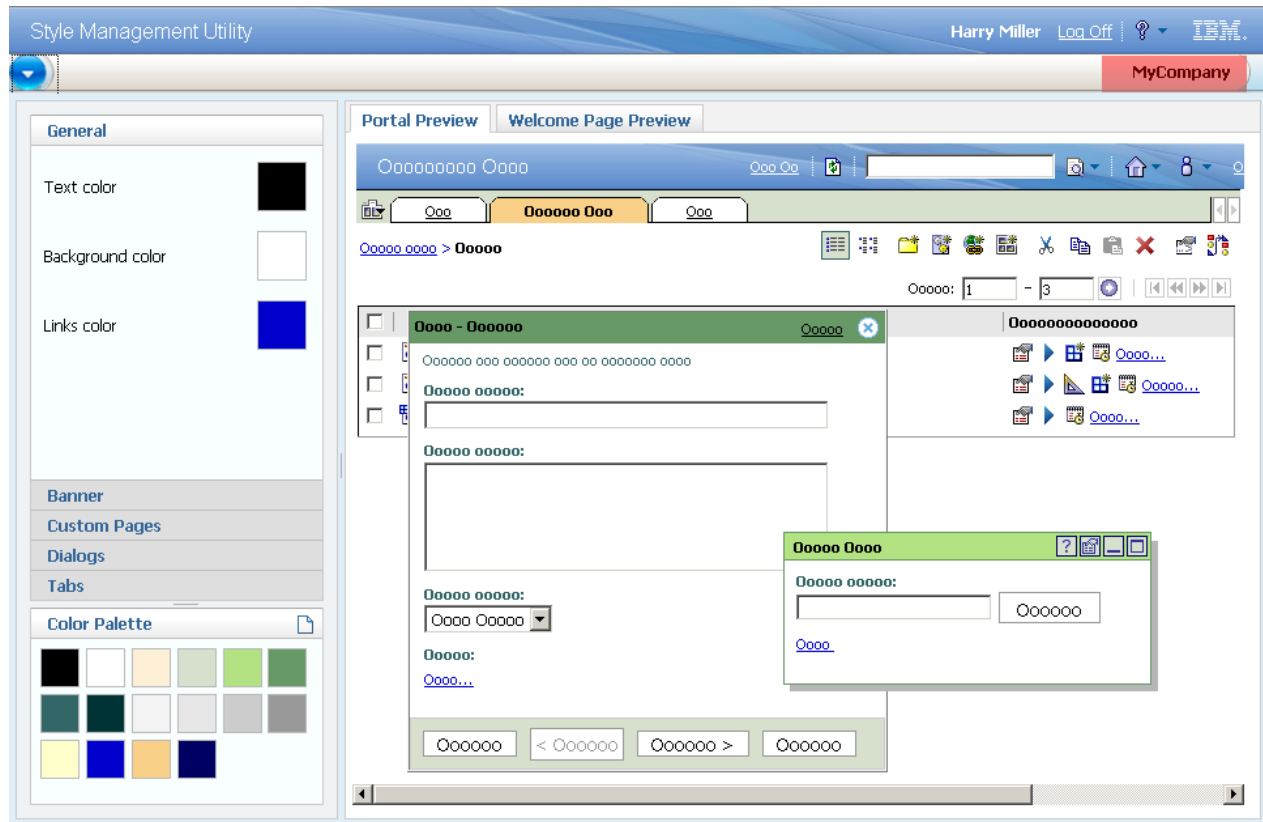 Style Management Utility
Harry Miller Log Off IBM.
MyCompany
General
Text color
Background color
Links color
Banner
Custom Pages
Dialogs
Tabs
Color Palette
Portal Preview Welcome Page Preview
Ooooooooo Oooo Ooo Oo O
Ooo Oooooo Ooo Ooo
Ooooo oooo > Ooooo
Ooooo: 1 - 3
Oooooooooooooo
Oooo...
Ooooo...
Oooo...
Oooo - Oooooo Ooooo
Oooooo ooo oooooo ooo oo ooooooo oooo
Ooooo ooooo:
Ooooo ooooo:
Ooooo ooooo:
Oooo Ooooo
Ooooo:
Oooo...
Oooooo < Oooooo Oooooo > Oooooo
Ooooo Oooo ?
Ooooo ooooo:
Oooooo
Oooo